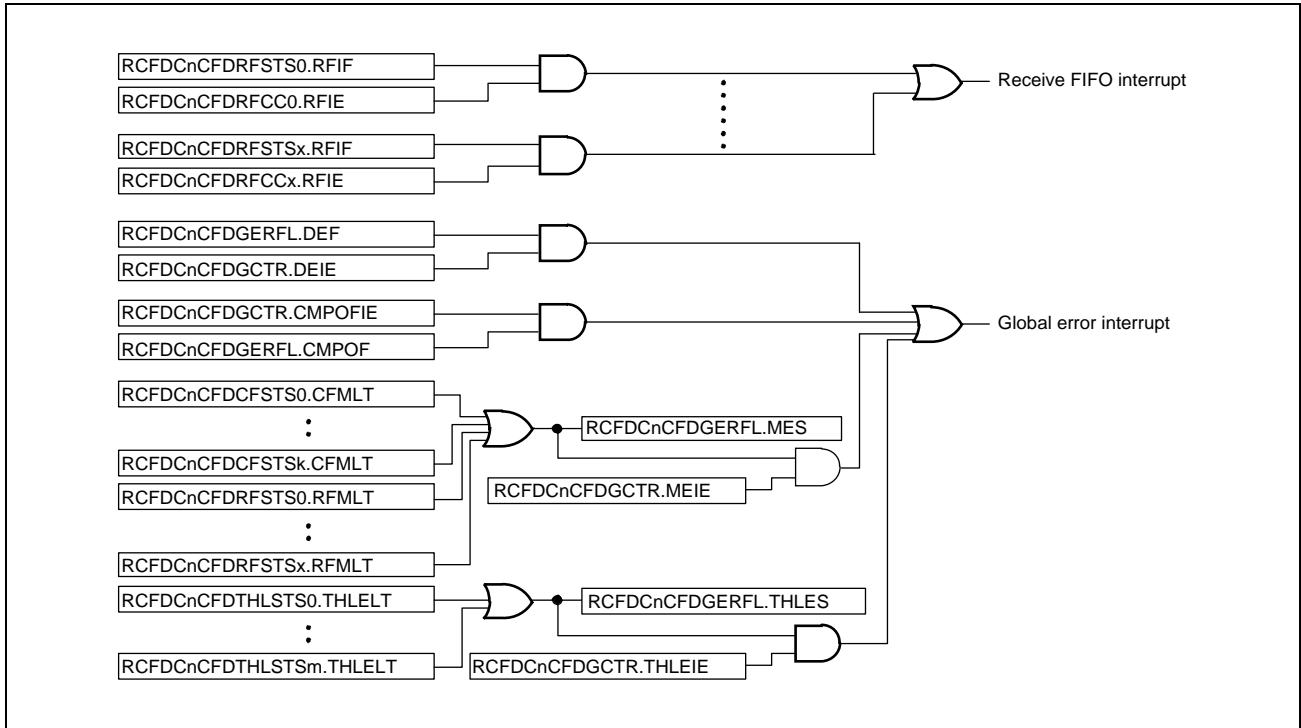 RCFDCnCFDRFSTS0.RFIF
RCFDCnCFDRFCC0.RFIE
Receive FIFO interrupt
RCFDCnCFDRFSTSx.RFIF
RCFDCnCFDRFCCx.RFIE
RCFDCnCFDGERFL.DEF
RCFDCnCFDGCTR.DEIE
RCFDCnCFDGCTR.CMPOFIE
RCFDCnCFDGERFL.CMPOF
Global error interrupt
RCFDCnCFDCFSTS0.CFMLT
RCFDCnCFDGERFL.MES
RCFDCnCFDCFSTSk.CFMLT
RCFDCnCFDRFSTS0.RFMLT
RCFDCnCFDGCTR.MEIE
RCFDCnCFDRFSTSx.RFMLT
RCFDCnCFDTHLSTS0.THLELT
RCFDCnCFDGERFL.THLES
RCFDCnCFDTHLSTSm.THLELT
RCFDCnCFDGCTR.THLEIE